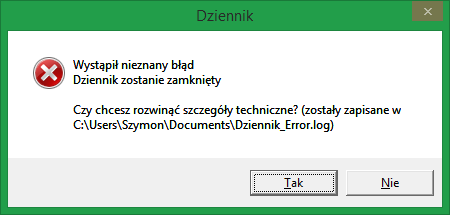 Dziennik
Wystąpił nieznany błąd
Dziennik zostanie zamknięty
Czy chcesz rozwinąć szczegóły techniczne? (zostały zapisane w
C:\Users\Szymon\Documents\Dziennik_Error.log)
Tak
Nie